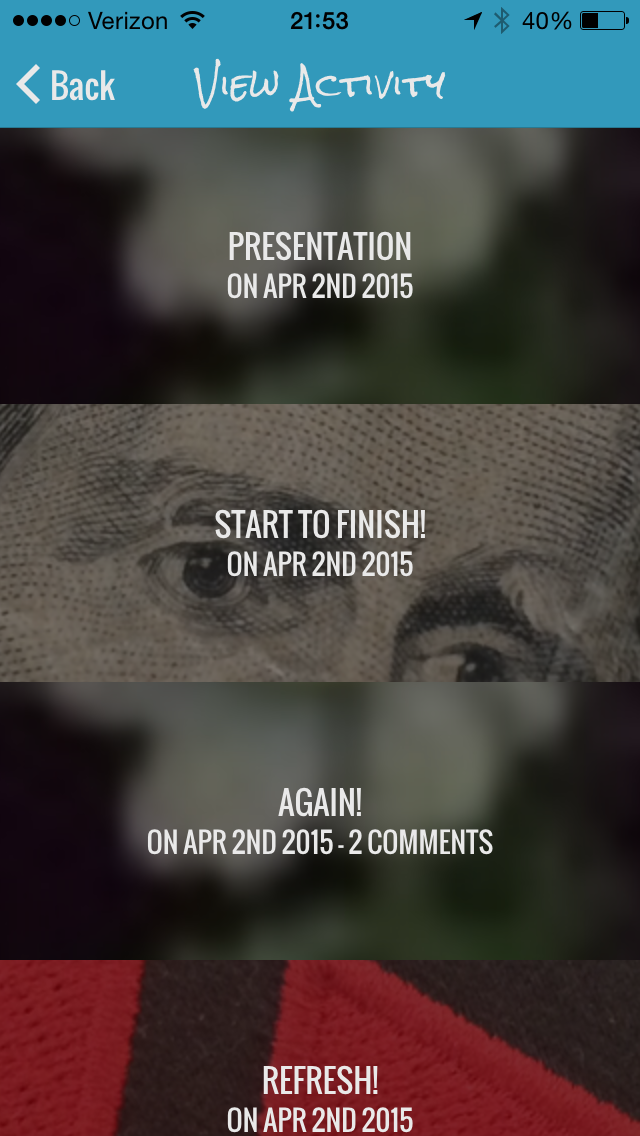 Verizon 21:53 40%
Back View Activity
PRESENTATION
ON APR 2ND 2015
START TO FINISH!
ON APR 2ND 2015
AGAIN!
ON APR 2ND 2015 - 2 COMMENTS
REFRESH!
ON APR 2ND 2015